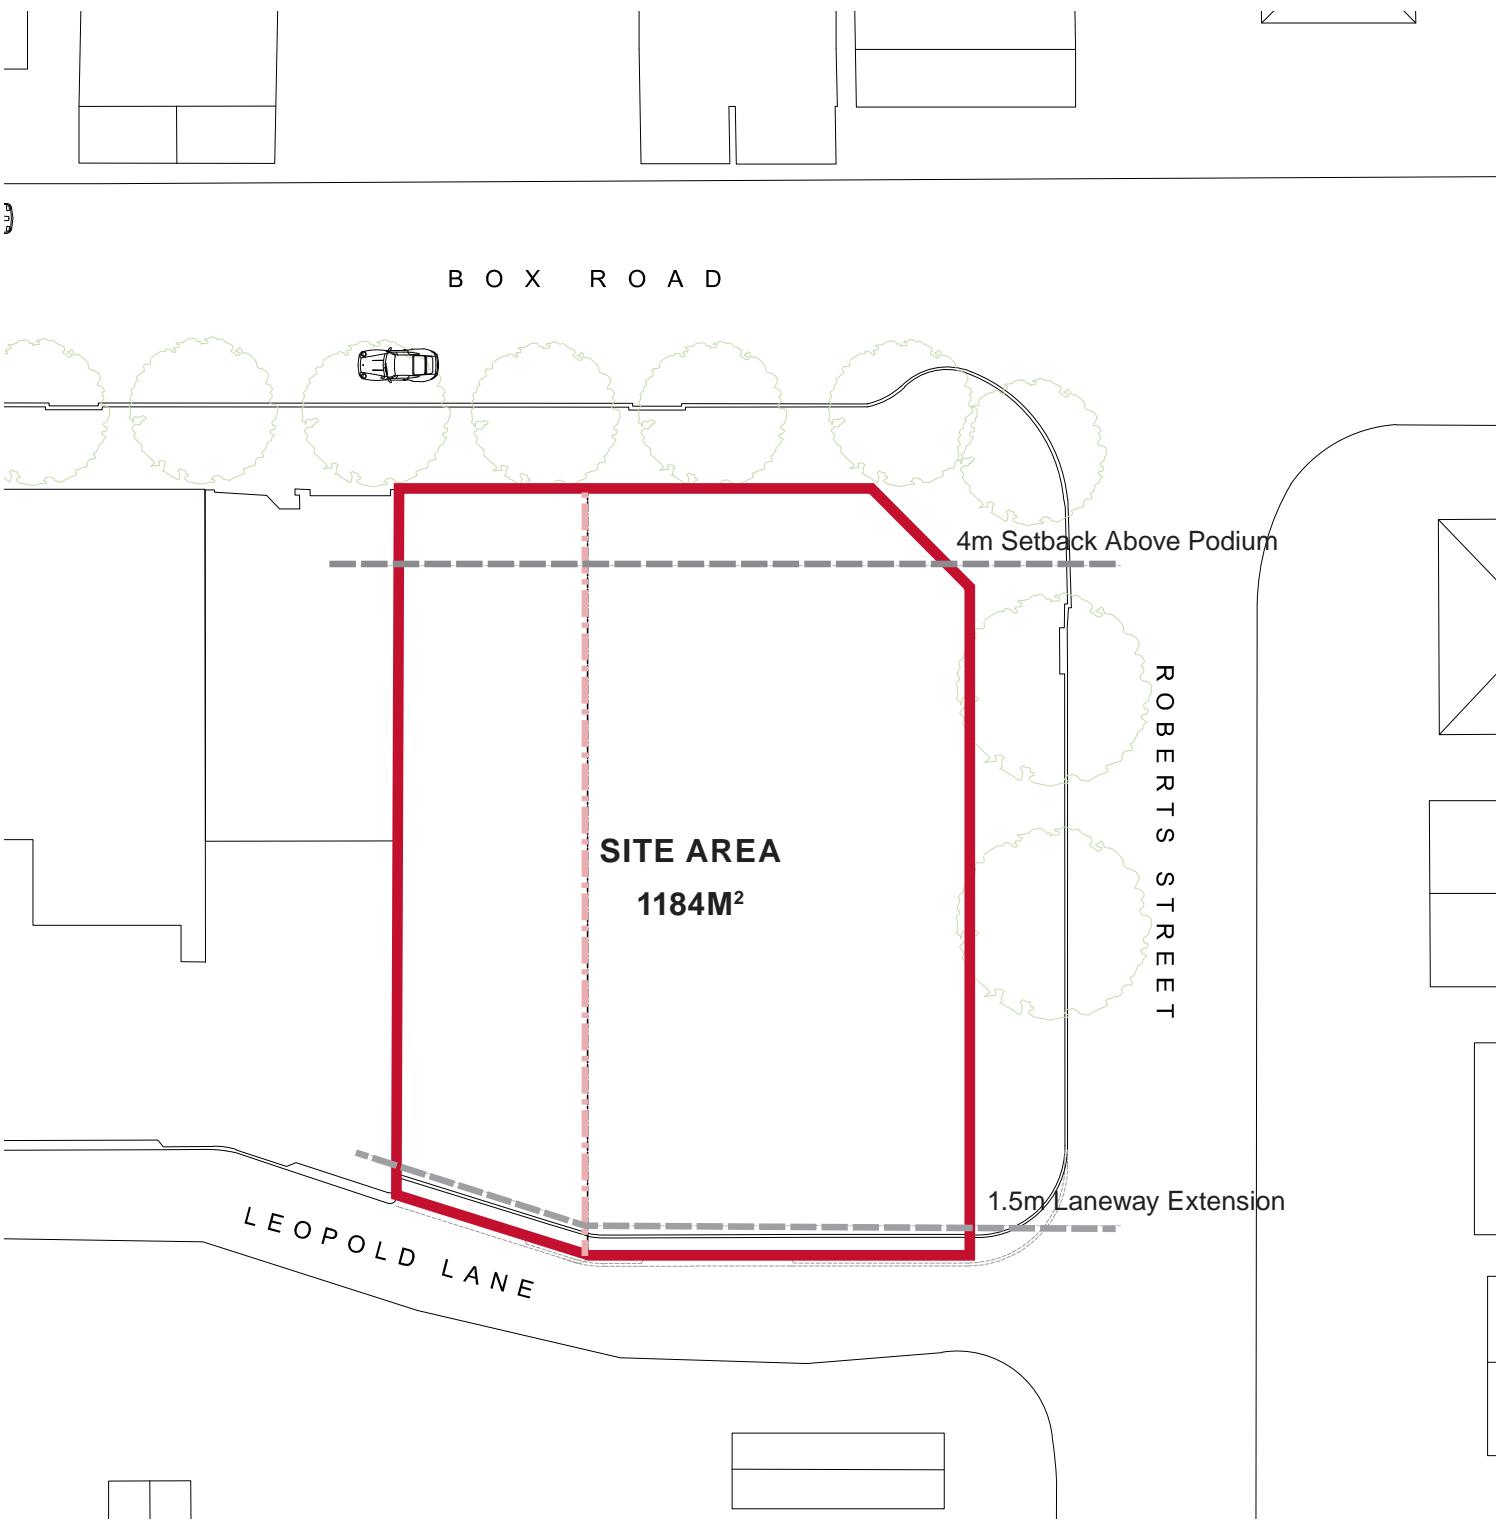 BOX ROAD
4m Setback Above Podium
ROBERTS STREET
SITE AREA
1184M²
1.5m Laneway Extension
LEOPOLD LANE